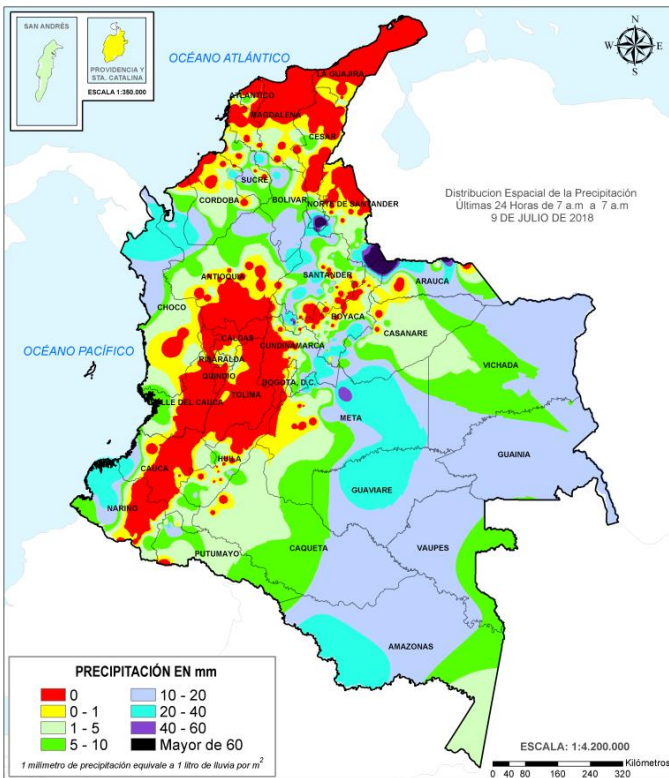 SAN ANDRÉS
PROVIDENCIA Y
STA. CATALINA
ESCALA 1:350.000
OCÉANO ATLÁNTICO
N
W
E
S
LA GUAJIRA
ATLANTICO
MAGDALENA
CESAR
SUCRE
CORDOBA
BOLIVAR
NORTE DE SANTANDER
Distribucion Espacial de la Precipitación
Últimas 24 Horas de 7 a.m a 7 a.m
9 DE JULIO DE 2018
ANTIOQUIA
SANTANDER
ARAUCA
CHOCO
BOYACA
CASANARE
OCÉANO PACÍFICO
CALDAS
CUNDINAMARCA
RISARALDA
VICHADA
QUINDIO
BOGOTA, D.C.
TOLIMA
VALLE DEL CAUCA
META
GUAINIA
CAUCA
HUILA
GUAVIARE
NARIÑO
CAQUETA
VAUPES
PUTUMAYO
AMAZONAS
PRECIPITACIÓN EN mm
0
10 - 20
0 - 1
20 - 40
1 - 5
40 - 60
5 - 10
Mayor de 60
1 milímetro de precipitación equivale a 1 litro de lluvia por m2
ESCALA: 1:4.200.000
Kilómetros
0 40 80 160 240 320